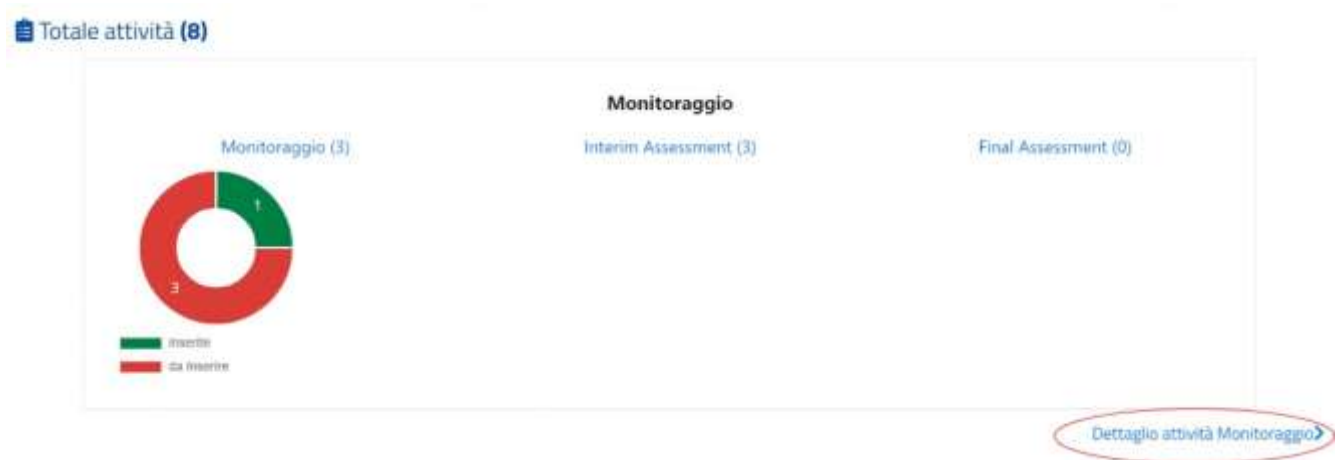 Totale attività (8)
Monitoraggio
Monitoraggio (3) Interim Assessment (3) Final Assessment (0)
1
3
inserite
da inserire
Dettaglio attività Monitoraggio